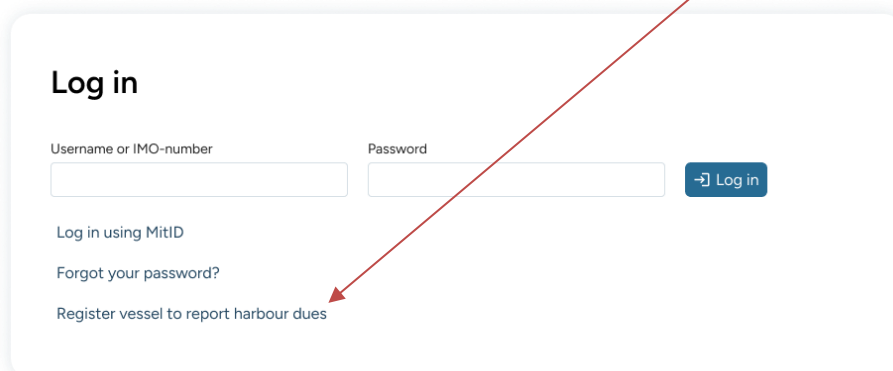 Log in
Username or IMO-number
Password
Log in
Log in using MitID
Forgot your password?
Register vessel to report harbour dues